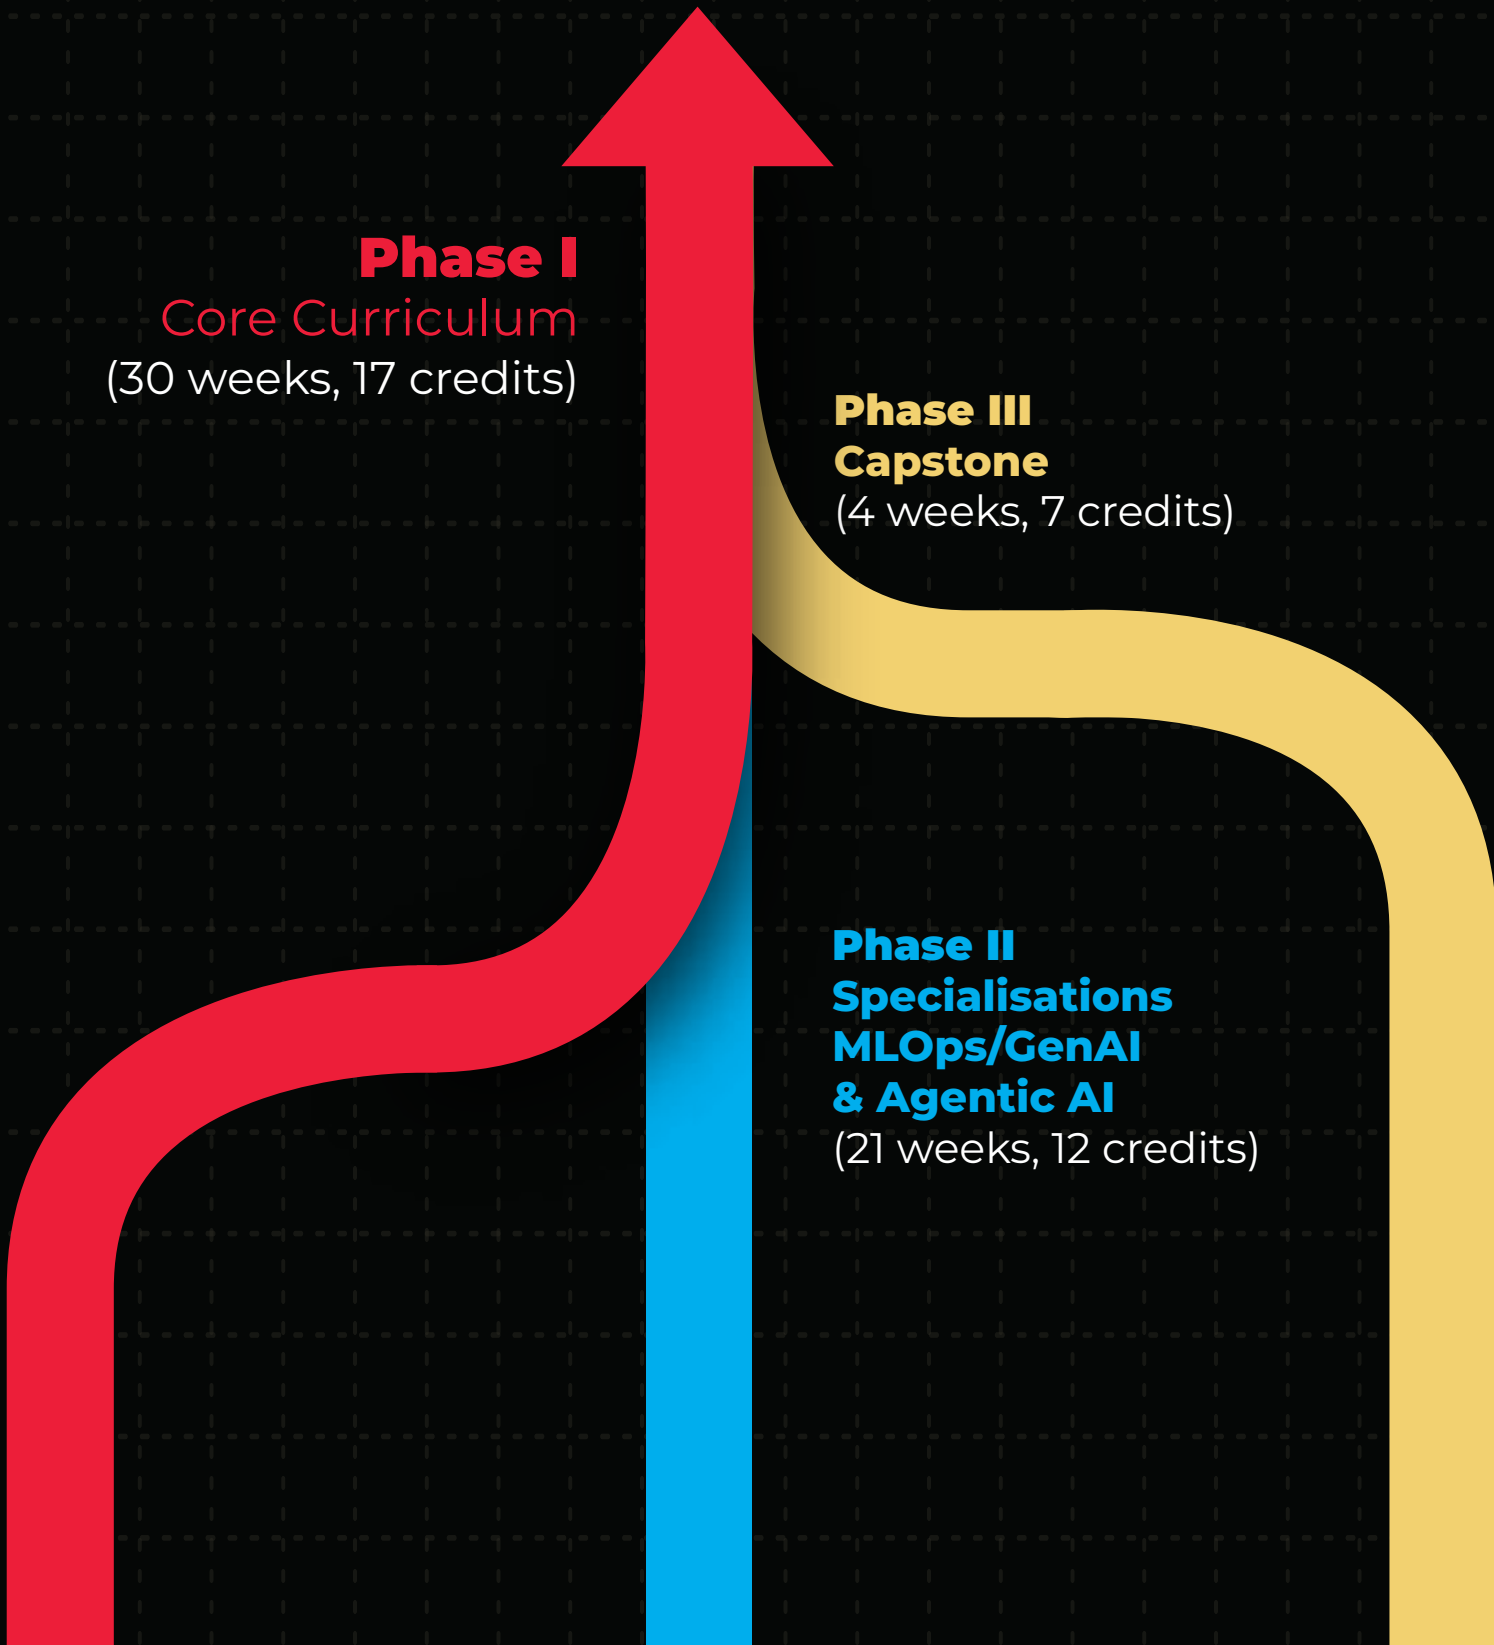 Phase I
Core Curriculum
(30 weeks, 17 credits)
Phase III
Capstone
(4 weeks, 7 credits)
Phase II
Specialisations
MLOps/GenAI
& Agentic AI
(21 weeks, 12 credits)